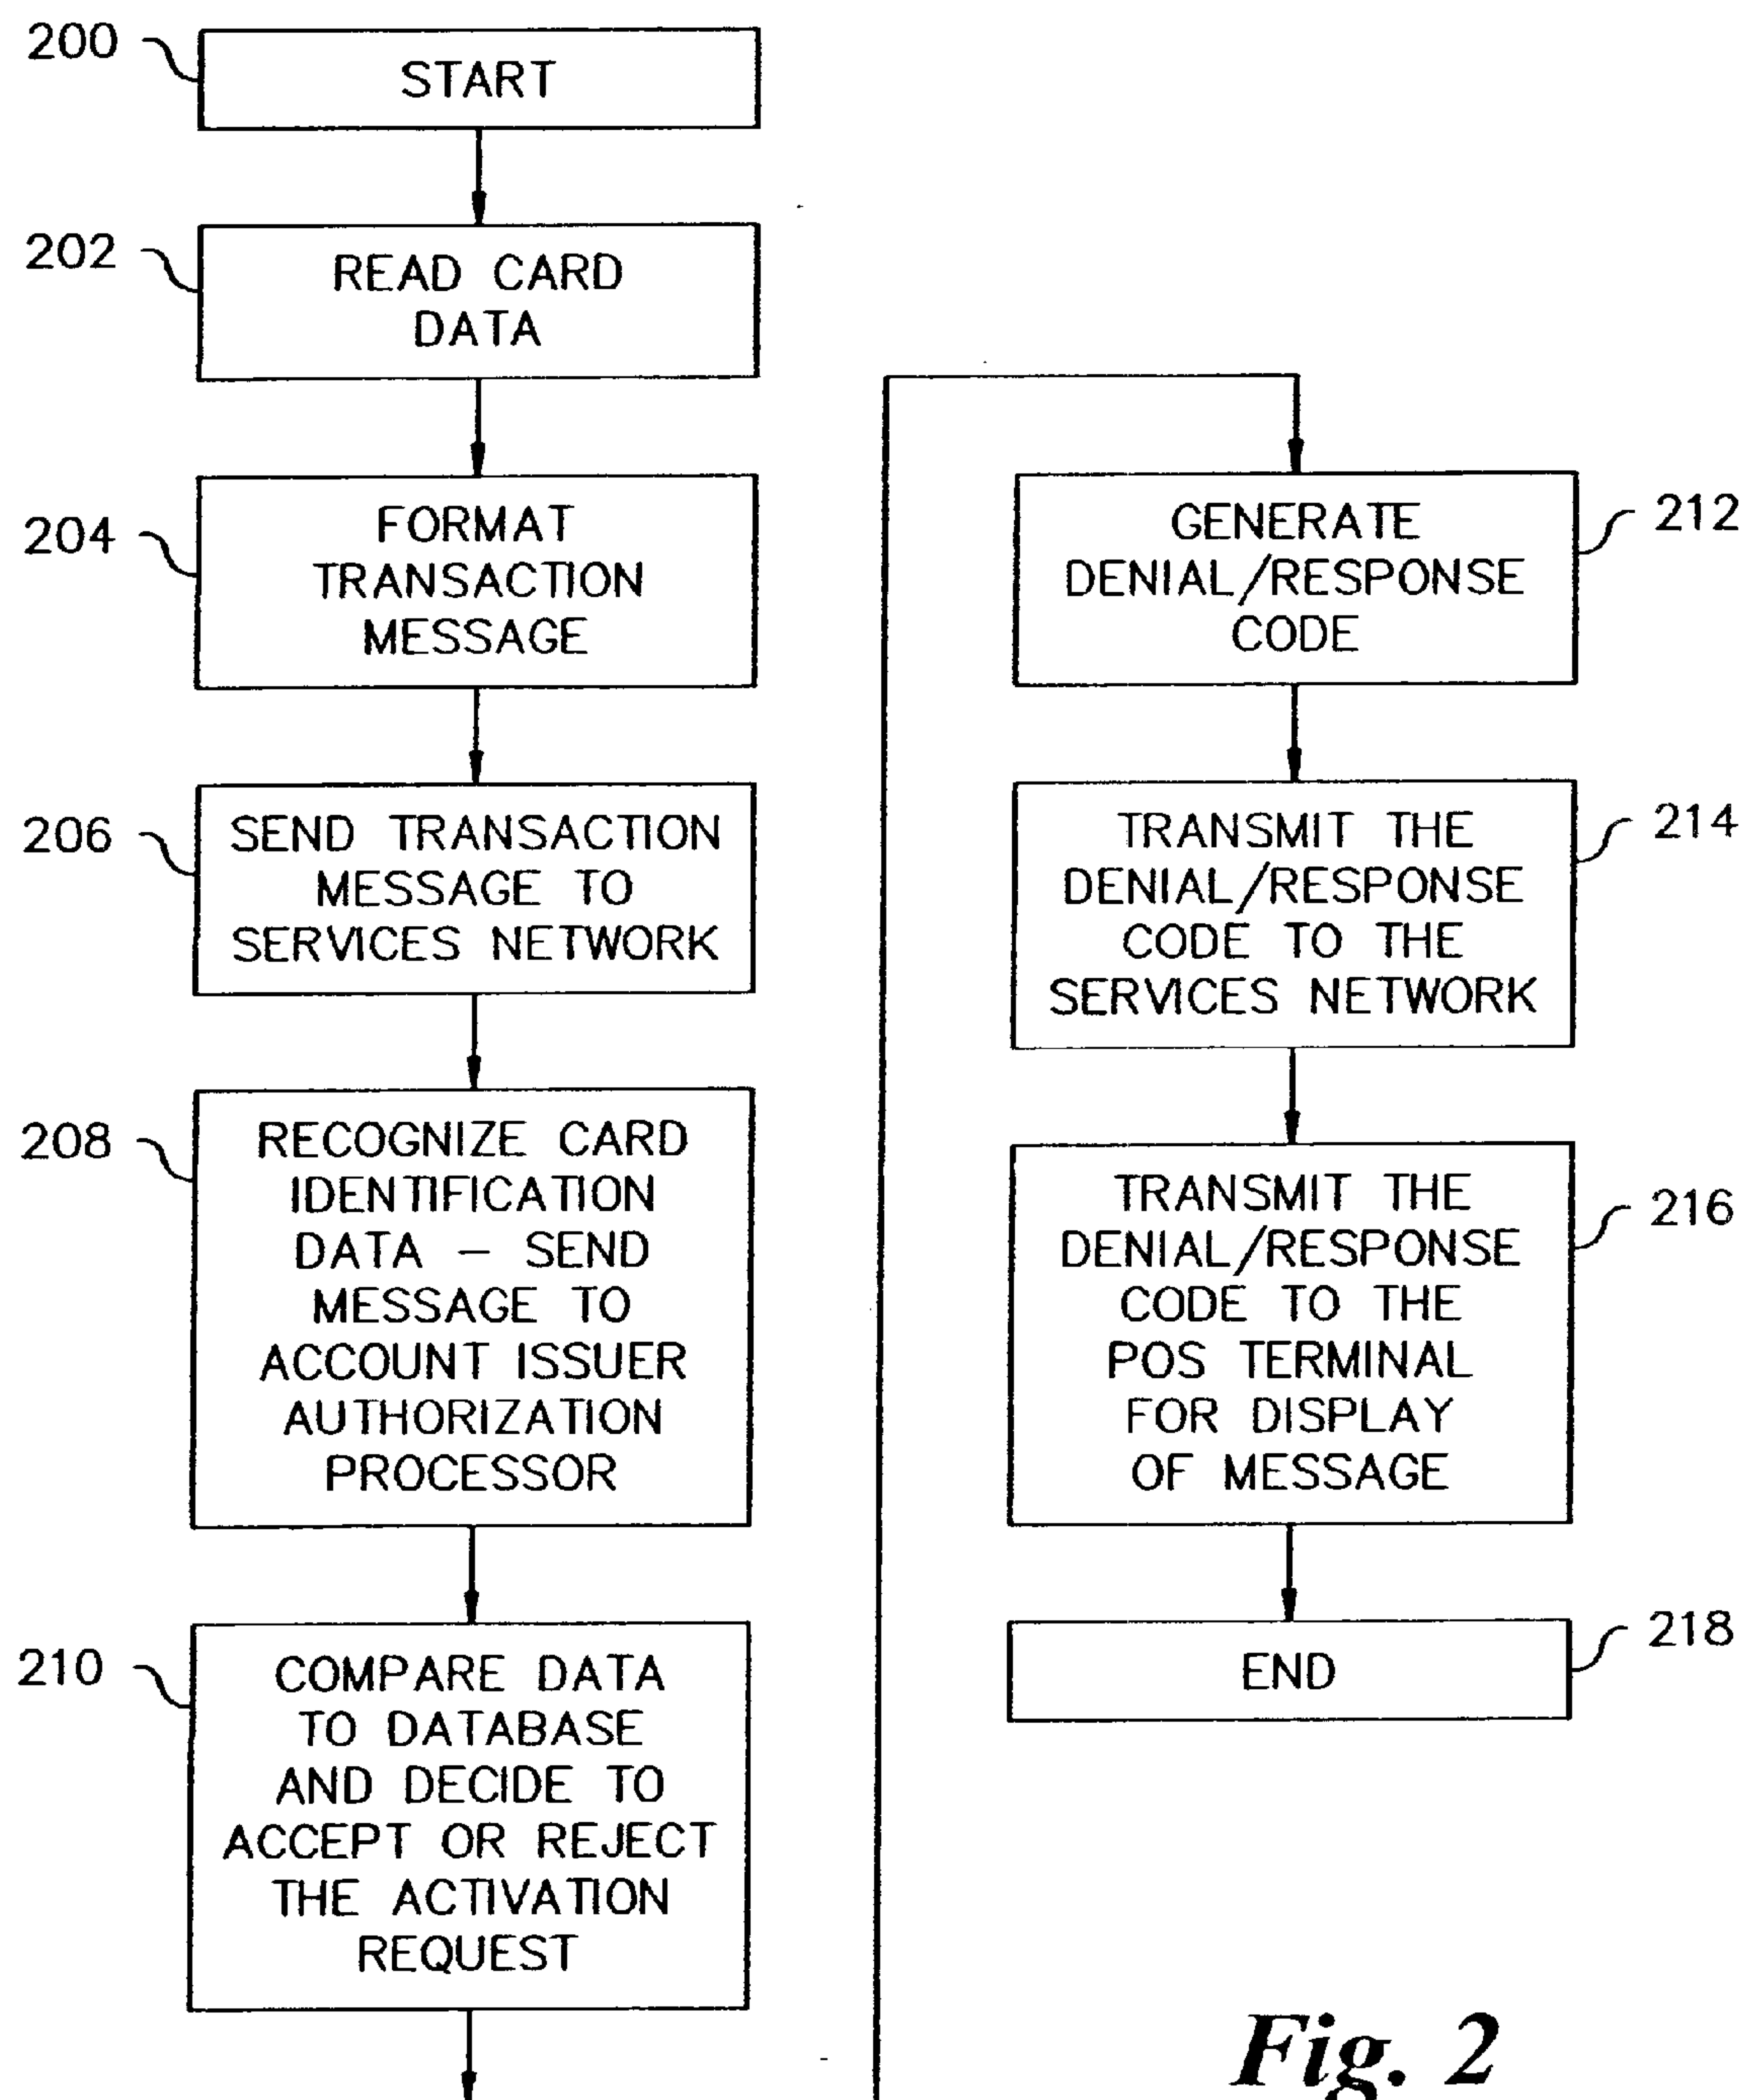 200
START
202
READ CARD
DATA
204
FORMAT
TRANSACTION
MESSAGE
206
SEND TRANSACTION
MESSAGE TO
SERVICES NETWORK
208
RECOGNIZE CARD
IDENTIFICATION
DATA – SEND
MESSAGE TO
ACCOUNT ISSUER
AUTHORIZATION
PROCESSOR
210
COMPARE DATA
TO DATABASE
AND DECIDE TO
ACCEPT OR REJECT
THE ACTIVATION
REQUEST
GENERATE
DENIAL/RESPONSE
CODE
212
TRANSMIT THE
DENIAL/RESPONSE
CODE TO THE
SERVICES NETWORK
214
TRANSMIT THE
DENIAL/RESPONSE
CODE TO THE
POS TERMINAL
FOR DISPLAY
OF MESSAGE
216
END
218
Fig. 2